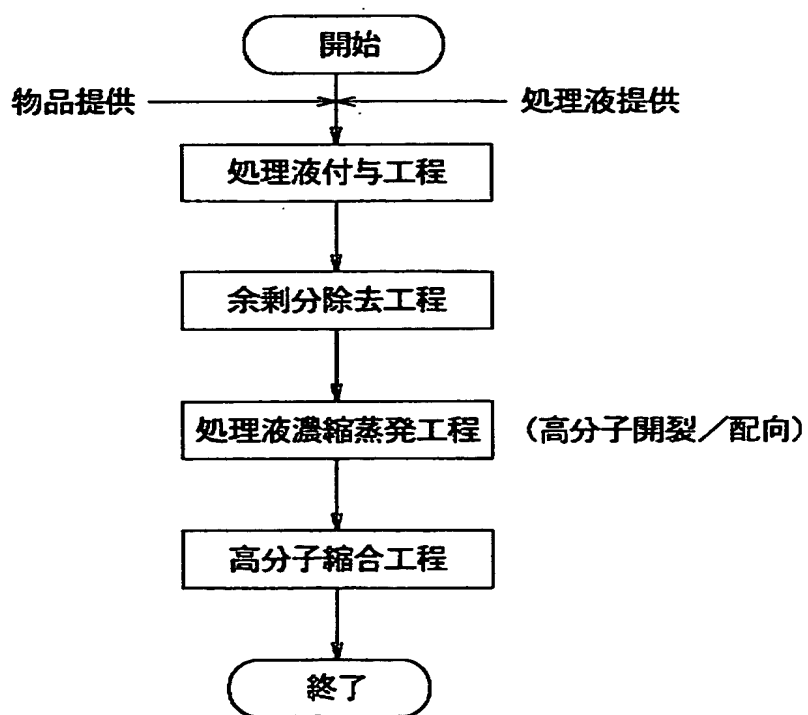 開始
物品提供
処理液提供
処理液付与工程
余剰分除去工程
処理液濃縮蒸発工程 (高分子開裂/配向)
高分子縮合工程
終了